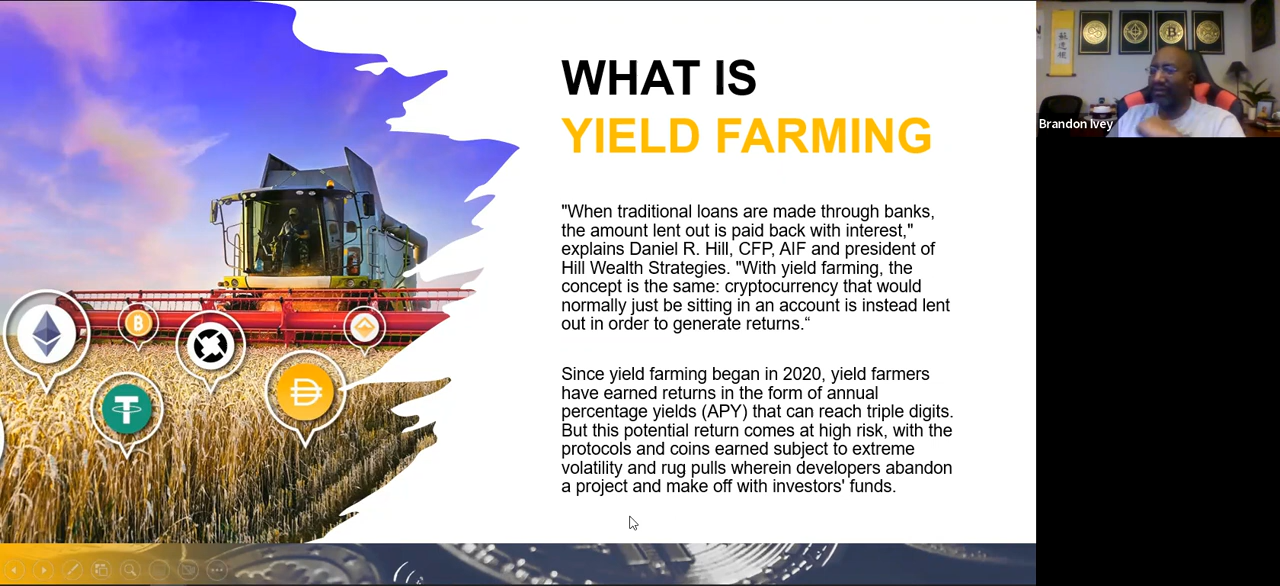 WHAT IS
YIELD FARMING
"When traditional loans are made through banks,
the amount lent out is paid back with interest,"
explains Daniel R. Hill, CFP, AIF and president of
Hill Wealth Strategies. "With yield farming, the
concept is the same: cryptocurrency that would
normally just be sitting in an account is instead lent
out in order to generate returns.“
Since yield farming began in 2020, yield farmers
have earned returns in the form of annual
percentage yields (APY) that can reach triple digits.
But this potential return comes at high risk, with the
protocols and coins earned subject to extreme
volatility and rug pulls wherein developers abandon
a project and make off with investors' funds.
Brandon Ivey